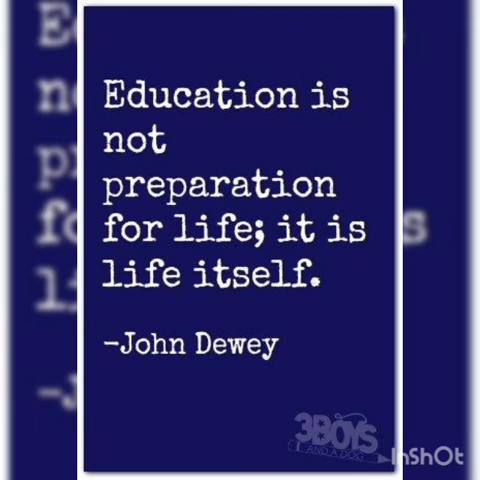 Education is
not
preparation
for life; it is
life itself.
-John Dewey
3BOYS
AND A DOG
InShOt